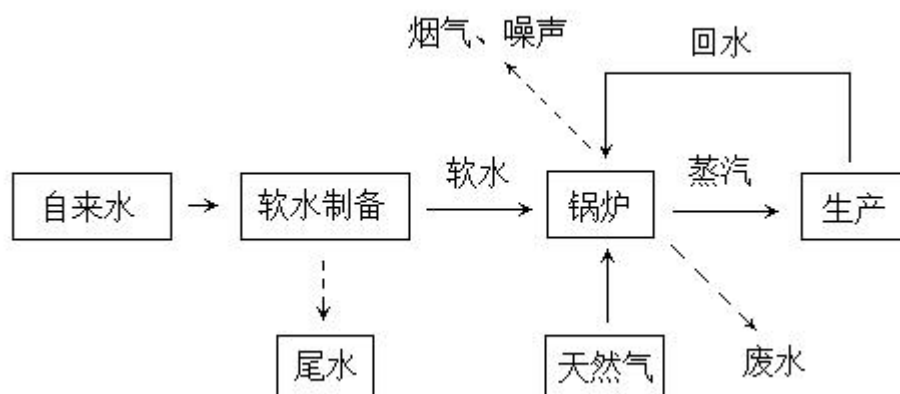 烟气、噪声
回水
软水
蒸汽
自来水
软水制备
锅炉
生产
尾水
天然气
废水